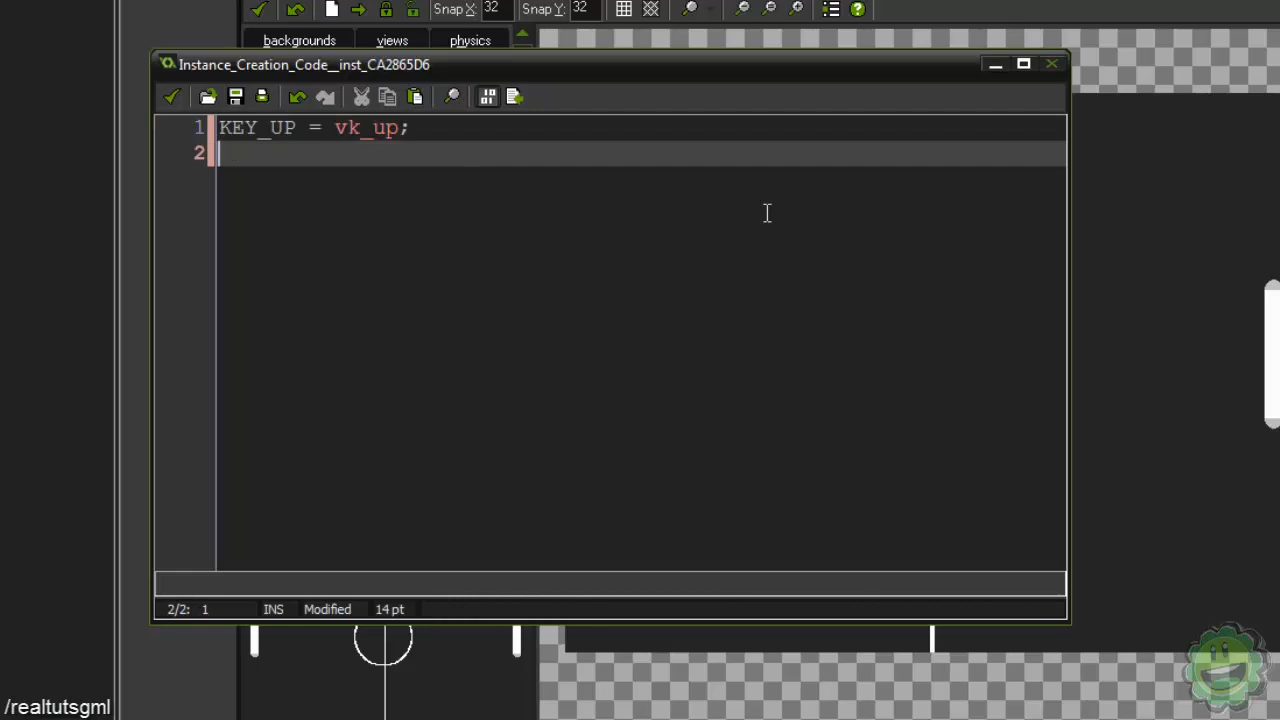 Snap X: 32 Snap Y: 32
backgrounds views physics
Instance_Creation_Code__inst_CA2865D6
1 KEY_UP = vk_up;
2
2/2: 1 INS Modified 14 pt
/realtutsgml